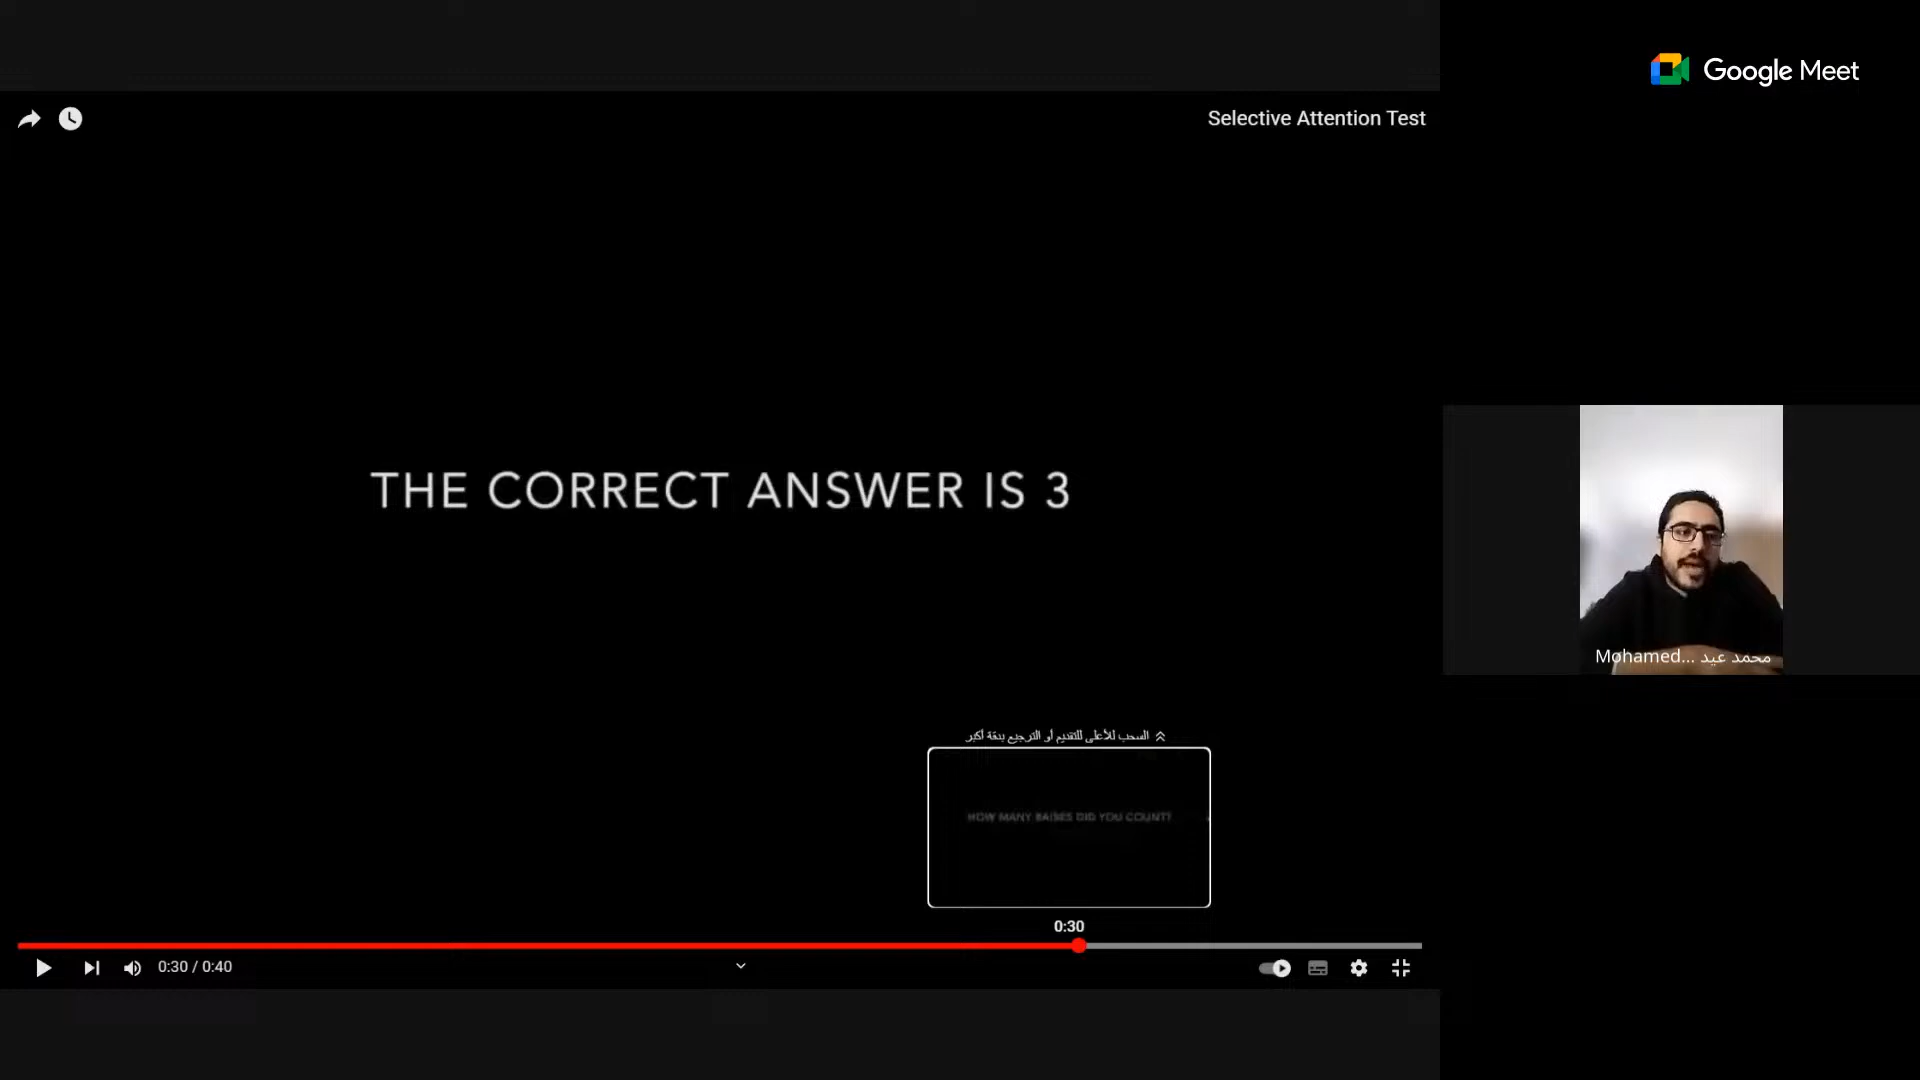 Google Meet
Selective Attention Test
THE CORRECT ANSWER IS 3
Mohamed... محمد عيد
السحب للأعلى للتقديم أو الترجيع بدقة أكبر
HOW MANY RAISES DID YOU COUNT?
0:30
0:30 / 0:40